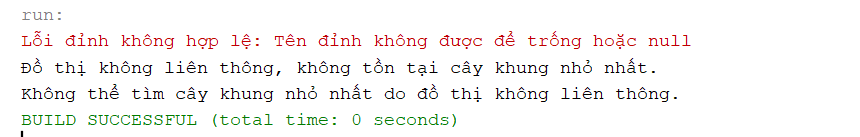 run:
Lỗi đỉnh không hợp lệ: Tên đỉnh không được để trống hoặc null
Đồ thị không liên thông, không tồn tại cây khung nhỏ nhất.
Không thể tìm cây khung nhỏ nhất do đồ thị không liên thông.
BUILD SUCCESSFUL (total time: 0 seconds)